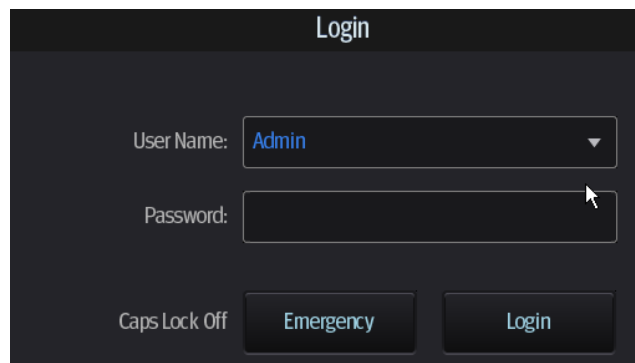 Login
User Name: Admin
Password:
Caps Lock Off Emergency Login